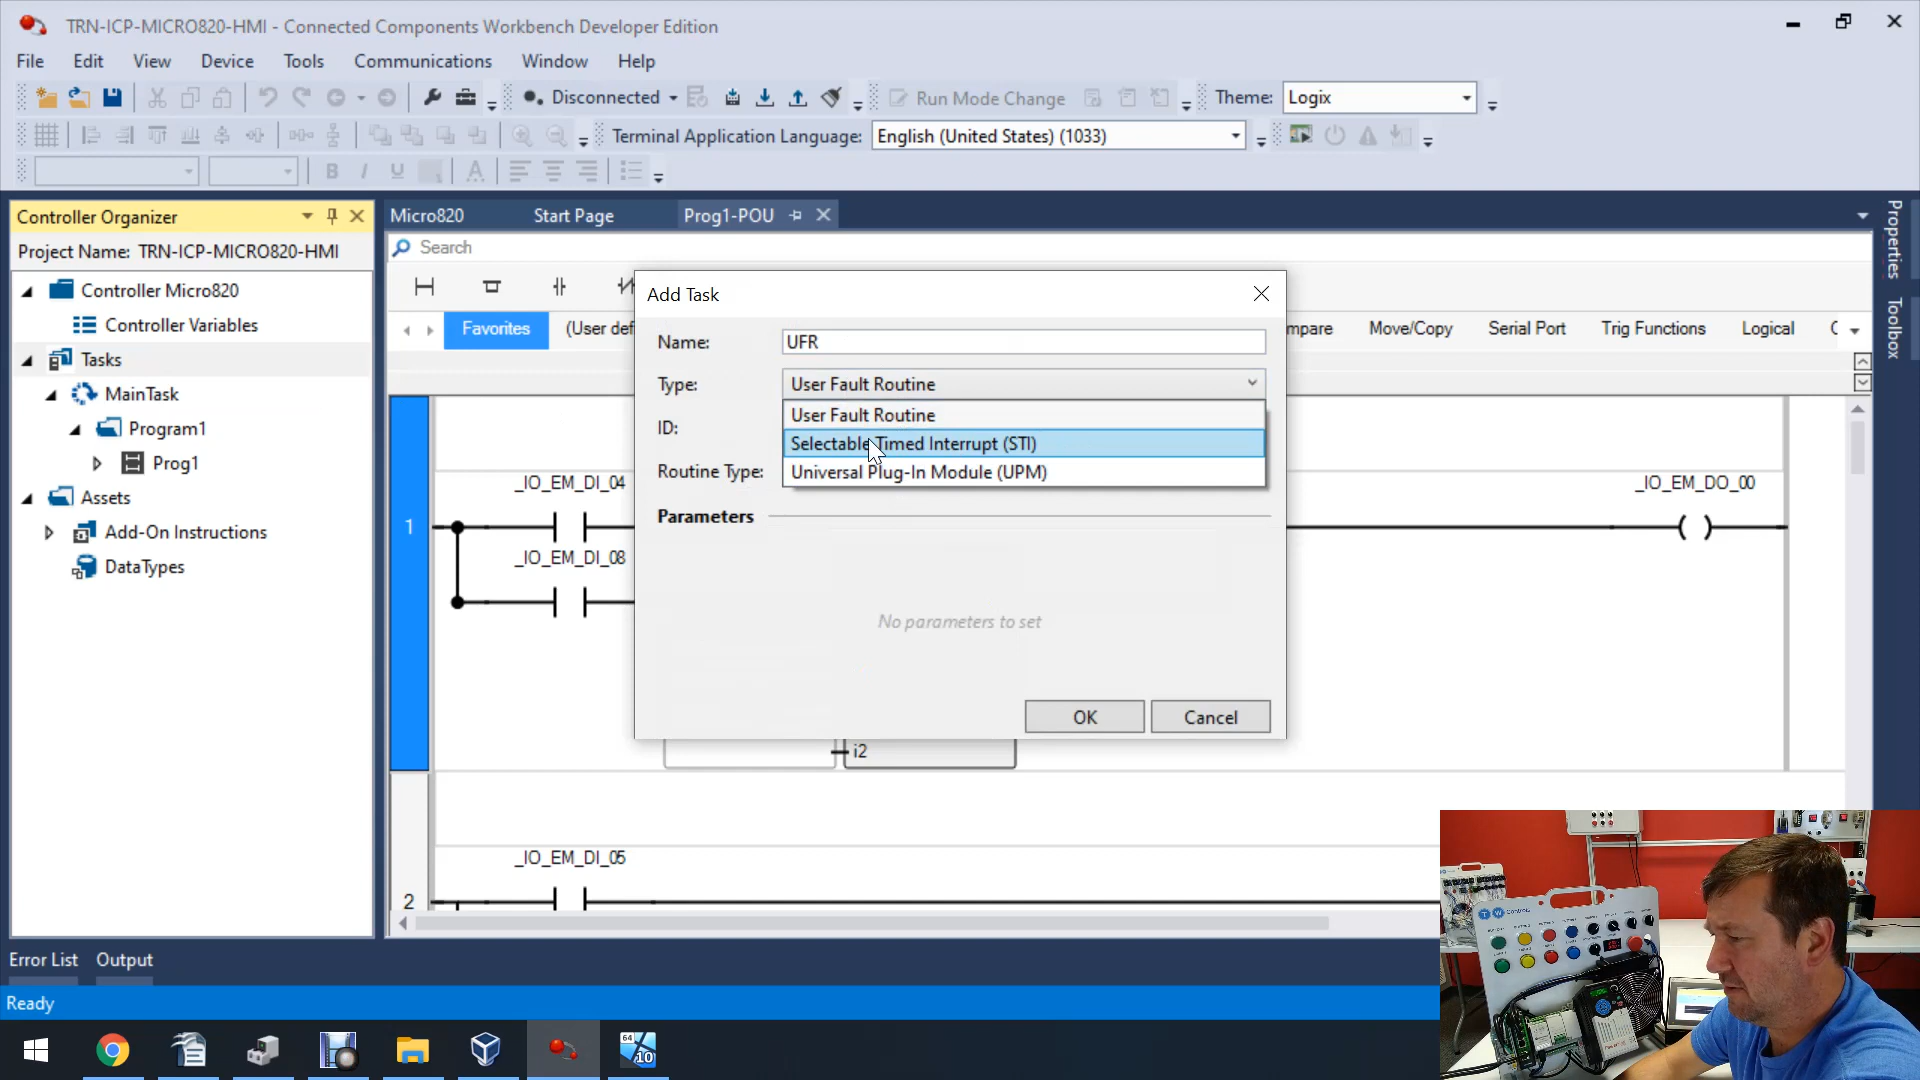 TRN-ICP-MICRO820-HMI - Connected Components Workbench Developer Edition
File Edit View Device Tools Communications Window Help
Disconnected Run Mode Change Theme: Logix
Terminal Application Language: English (United States) (1033)
B I U A
Controller Organizer
Project Name: TRN-ICP-MICRO820-HMI
Controller Micro820
Controller Variables
Tasks
MainTask
Program1
Prog1
Assets
Add-On Instructions
DataTypes
Micro820 Start Page Prog1-POU
Search
Favorites (User def mpare Move/Copy Serial Port Trig Functions Logical
Add Task
Name: UFR
Type: User Fault Routine
User Fault Routine
ID:
Selectable Timed Interrupt (STI)
Routine Type: Universal Plug-In Module (UPM)
Parameters
No parameters to set
OK Cancel
_IO_EM_DI_04 _IO_EM_DO_00
1
_IO_EM_DI_08
i2
_IO_EM_DI_05
2
Properties
Toolbox
Error List Output
Ready
64
10
TW Controls